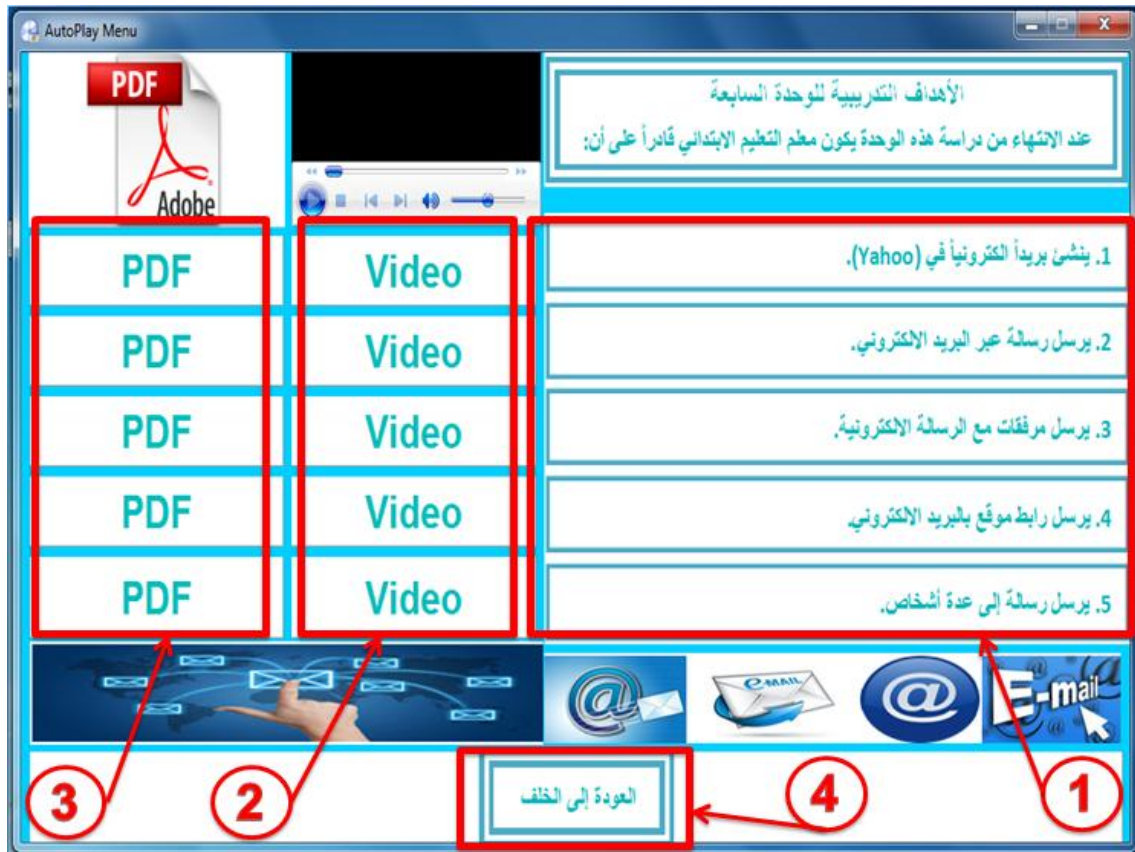 AutoPlay Menu
الأهداف التدريبية للوحدة السابعة
عند الانتهاء من دراسة هذه الوحدة يكون معلم التعليم الابتدائي قادراً على أن:
PDF
Adobe
1. ينشئ بريداً الكترونياً في (Yahoo).
Video
PDF
2. يرسل رسالة عبر البريد الالكتروني.
Video
PDF
3. يرسل مرفقات مع الرسالة الالكترونية.
Video
PDF
4. يرسل رابط موقع بالبريد الالكتروني.
Video
PDF
5. يرسل رسالة إلى عدة أشخاص.
Video
PDF
E-mail
@
E-MAIL
@
العودة إلى الخلف
1
4
2
3